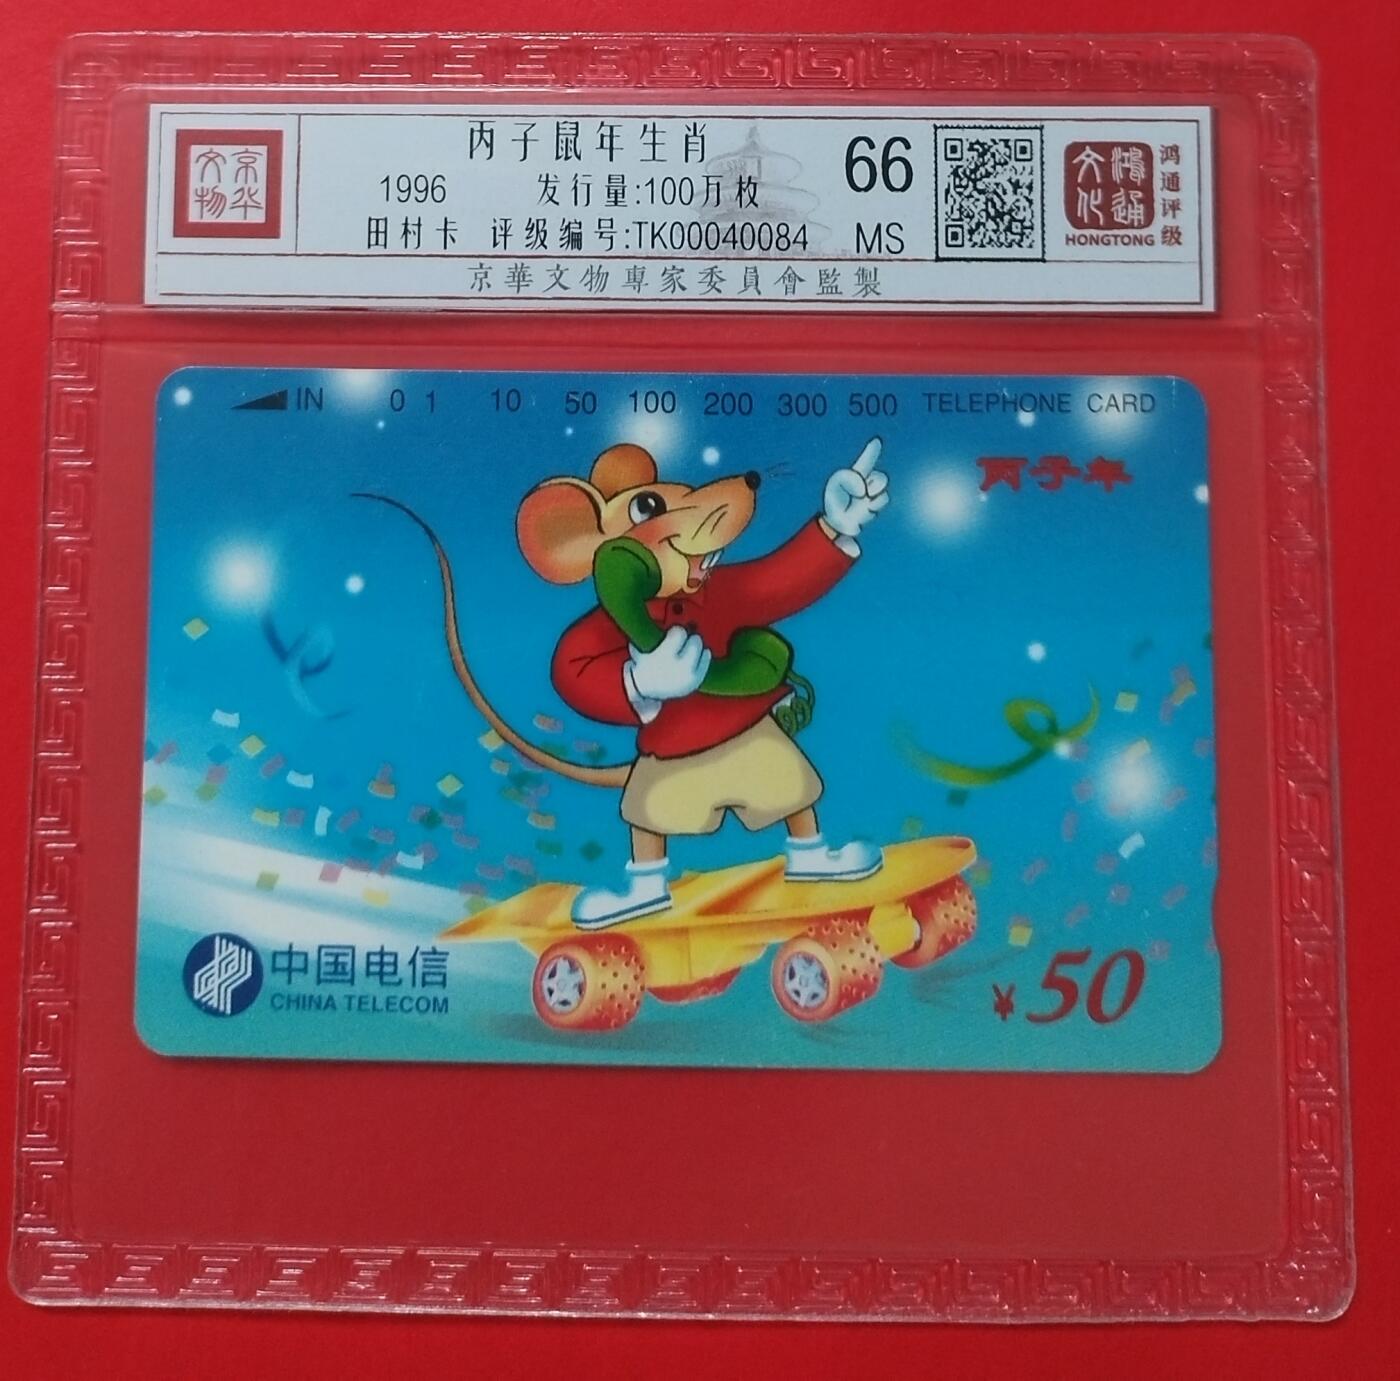 京华
文物
丙子鼠年生肖
1996 发行量:100万枚
田村卡 评级编号:TK00040084
66
MS
鸿通
文化
HONGTONG
鸿通评级
京華文物專家委員會監製
IN 0 1 10 50 100 200 300 500 TELEPHONE CARD
丙子年
中国电信
CHINA TELECOM
¥50